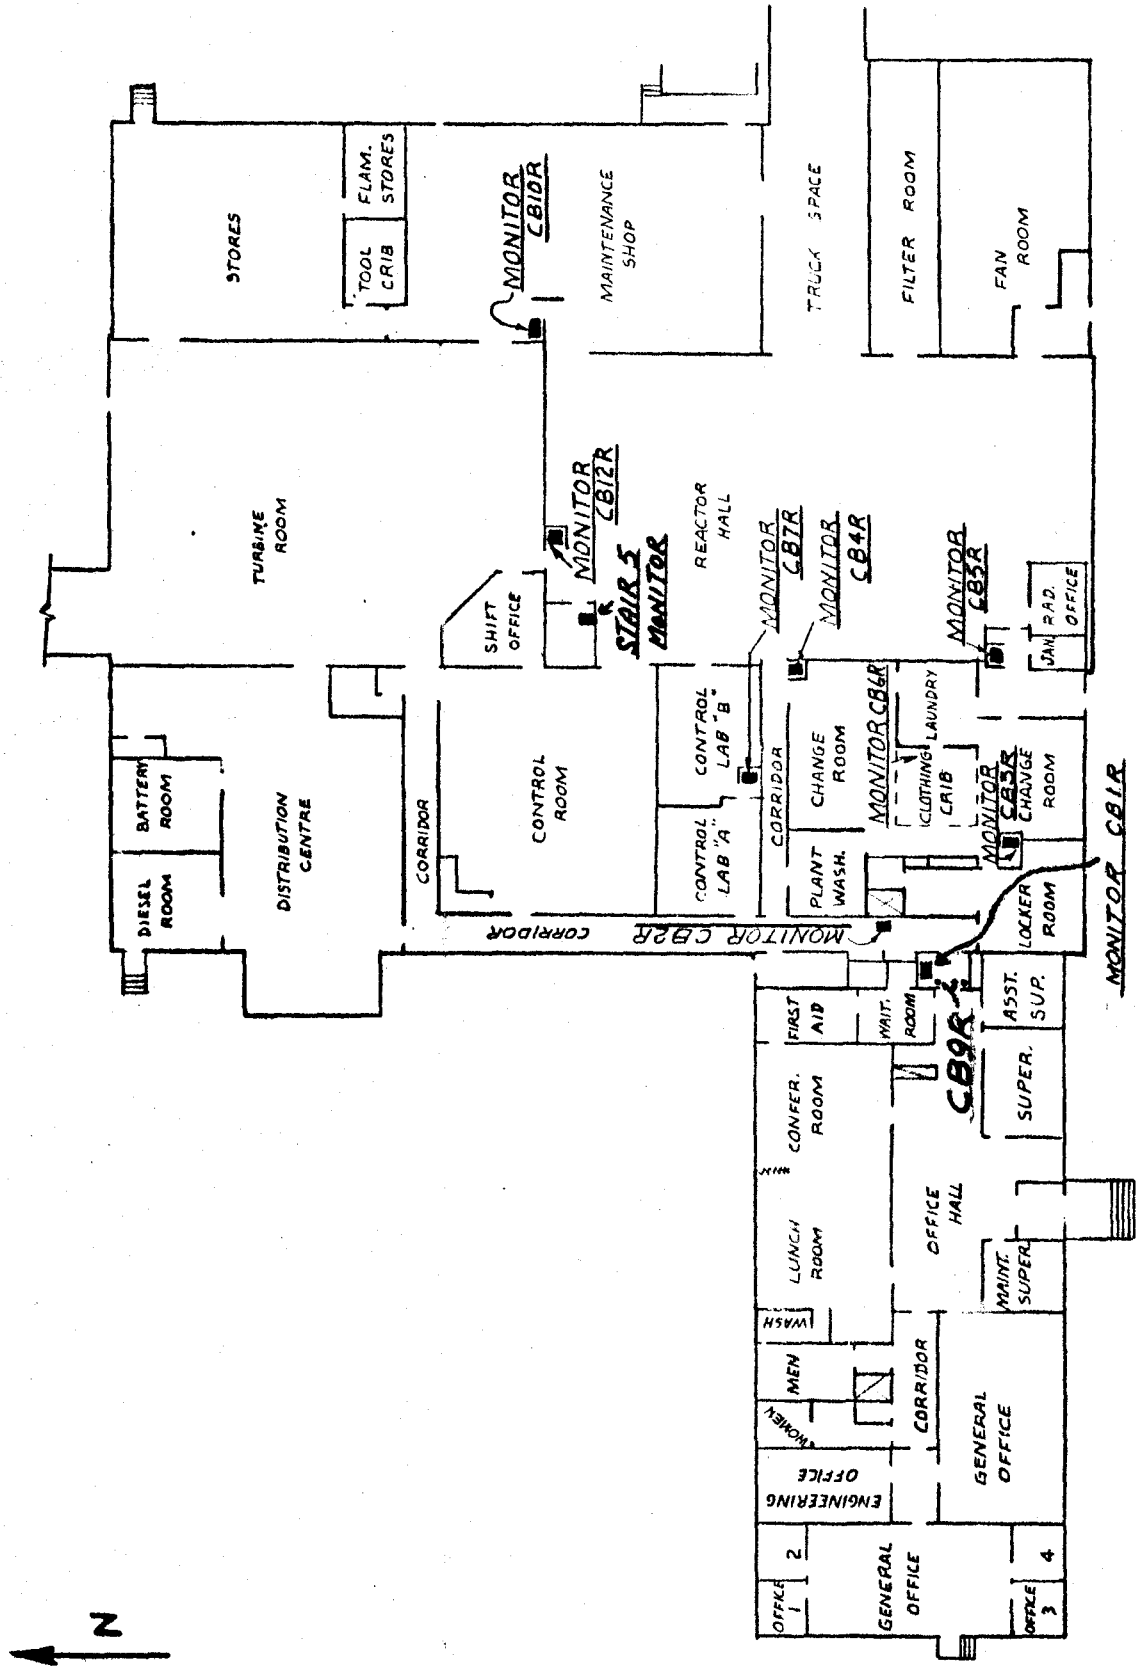 STORES
TOOL
CRIB
FLAM.
STORES
MONITOR
CB10R
MAINTENANCE
SHOP
TRUCK SPACE
FILTER ROOM
FAN
ROOM
TURBINE
ROOM
SHIFT
OFFICE
MONITOR
CB12R
STAIR 5
MONITOR
REACTOR
HALL
MONITOR
CB7R
MONITOR
CB4R
MONITOR
CB5R
JAN.
RAD.
OFFICE
BATTERY
ROOM
DIESEL
ROOM
DISTRIBUTION
CENTRE
CORRIDOR
CONTROL
ROOM
CONTROL
LAB "B"
CONTROL
LAB "A"
CORRIDOR
CHANGE
ROOM
PLANT
WASH.
MONITOR CB6R
LAUNDRY
CLOTHING
CRIB
MONITOR
CB3R
CHANGE
ROOM
LOCKER
ROOM
CORRIDOR
MONITOR CB2R
MONITOR CB1R
FIRST
AID
WAIT.
ROOM
CB9R
ASST.
SUP.
SUPER.
CONFER.
ROOM
LUNCH
ROOM
OFFICE
HALL
MAINT.
SUPER.
WASH
MEN
WOMEN
CORRIDOR
GENERAL
OFFICE
ENGINEERING
OFFICE
OFFICE
1
2
GENERAL
OFFICE
OFFICE
3
4
N